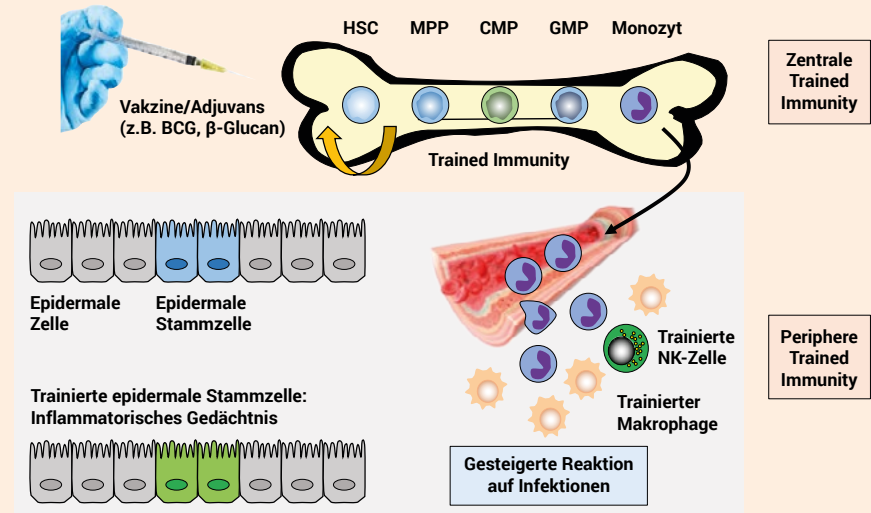 HSC MPP CMP GMP Monozyt
Zentrale
Trained
Immunity
Vakzine/Adjuvans
(z.B. BCG, β-Glucan)
Trained Immunity
Epidermale
Zelle
Epidermale
Stammzelle
Trainierte
NK-Zelle
Periphere
Trained
Immunity
Trainierte epidermale Stammzelle:
Inflammatorisches Gedächtnis
Trainierter
Makrophage
Gesteigerte Reaktion
auf Infektionen